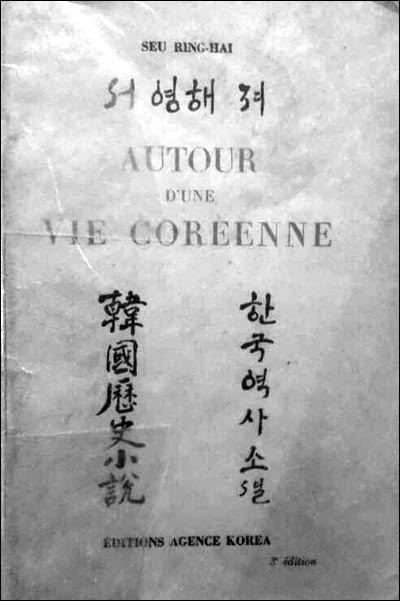 SEU RING-HAI
서 영해 져
AUTOUR
D'UNE
VIE COREENNE
韓國歷史小說
한국역사소설
ÉDITIONS AGENCE KOREA
3e édition